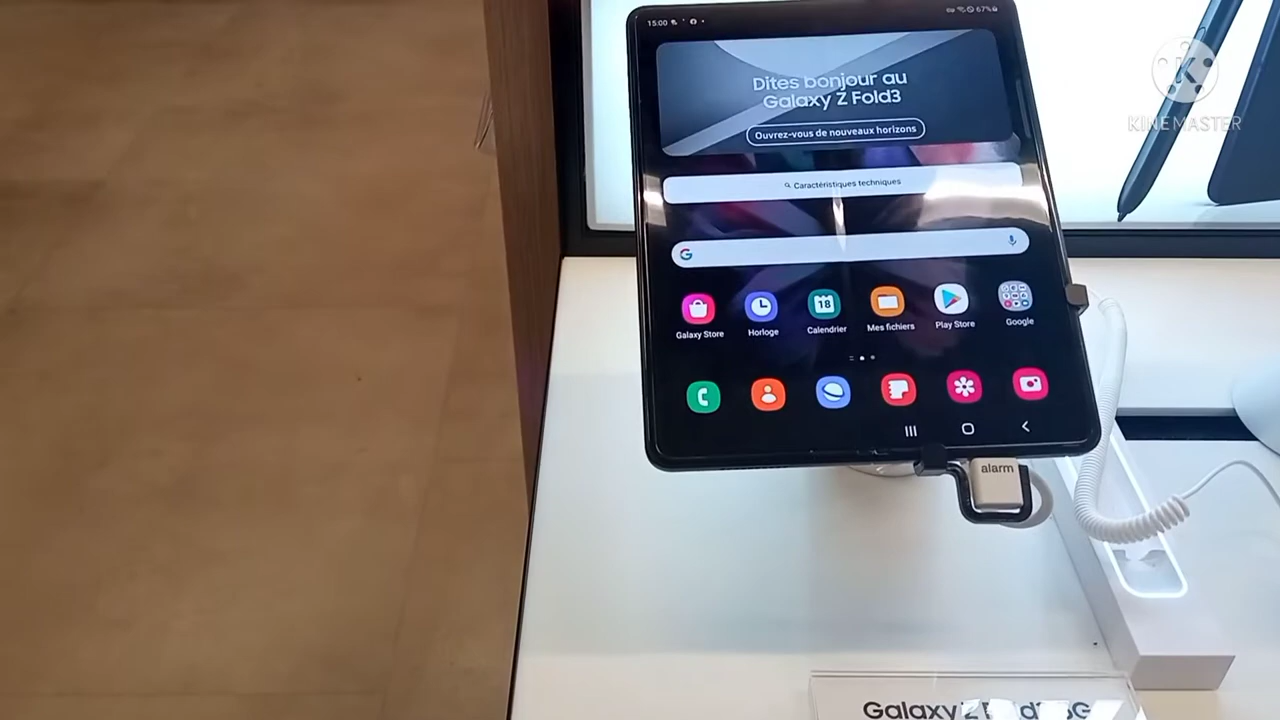 15:00
67%
Dites bonjour au
Galaxy Z Fold3
Ouvrez-vous de nouveaux horizons
Caractéristiques techniques
G
18
Galaxy Store
Horloge
Calendrier
Mes fichiers
Play Store
Google
alarm
K
KINEMASTER
Galaxy Z
5G